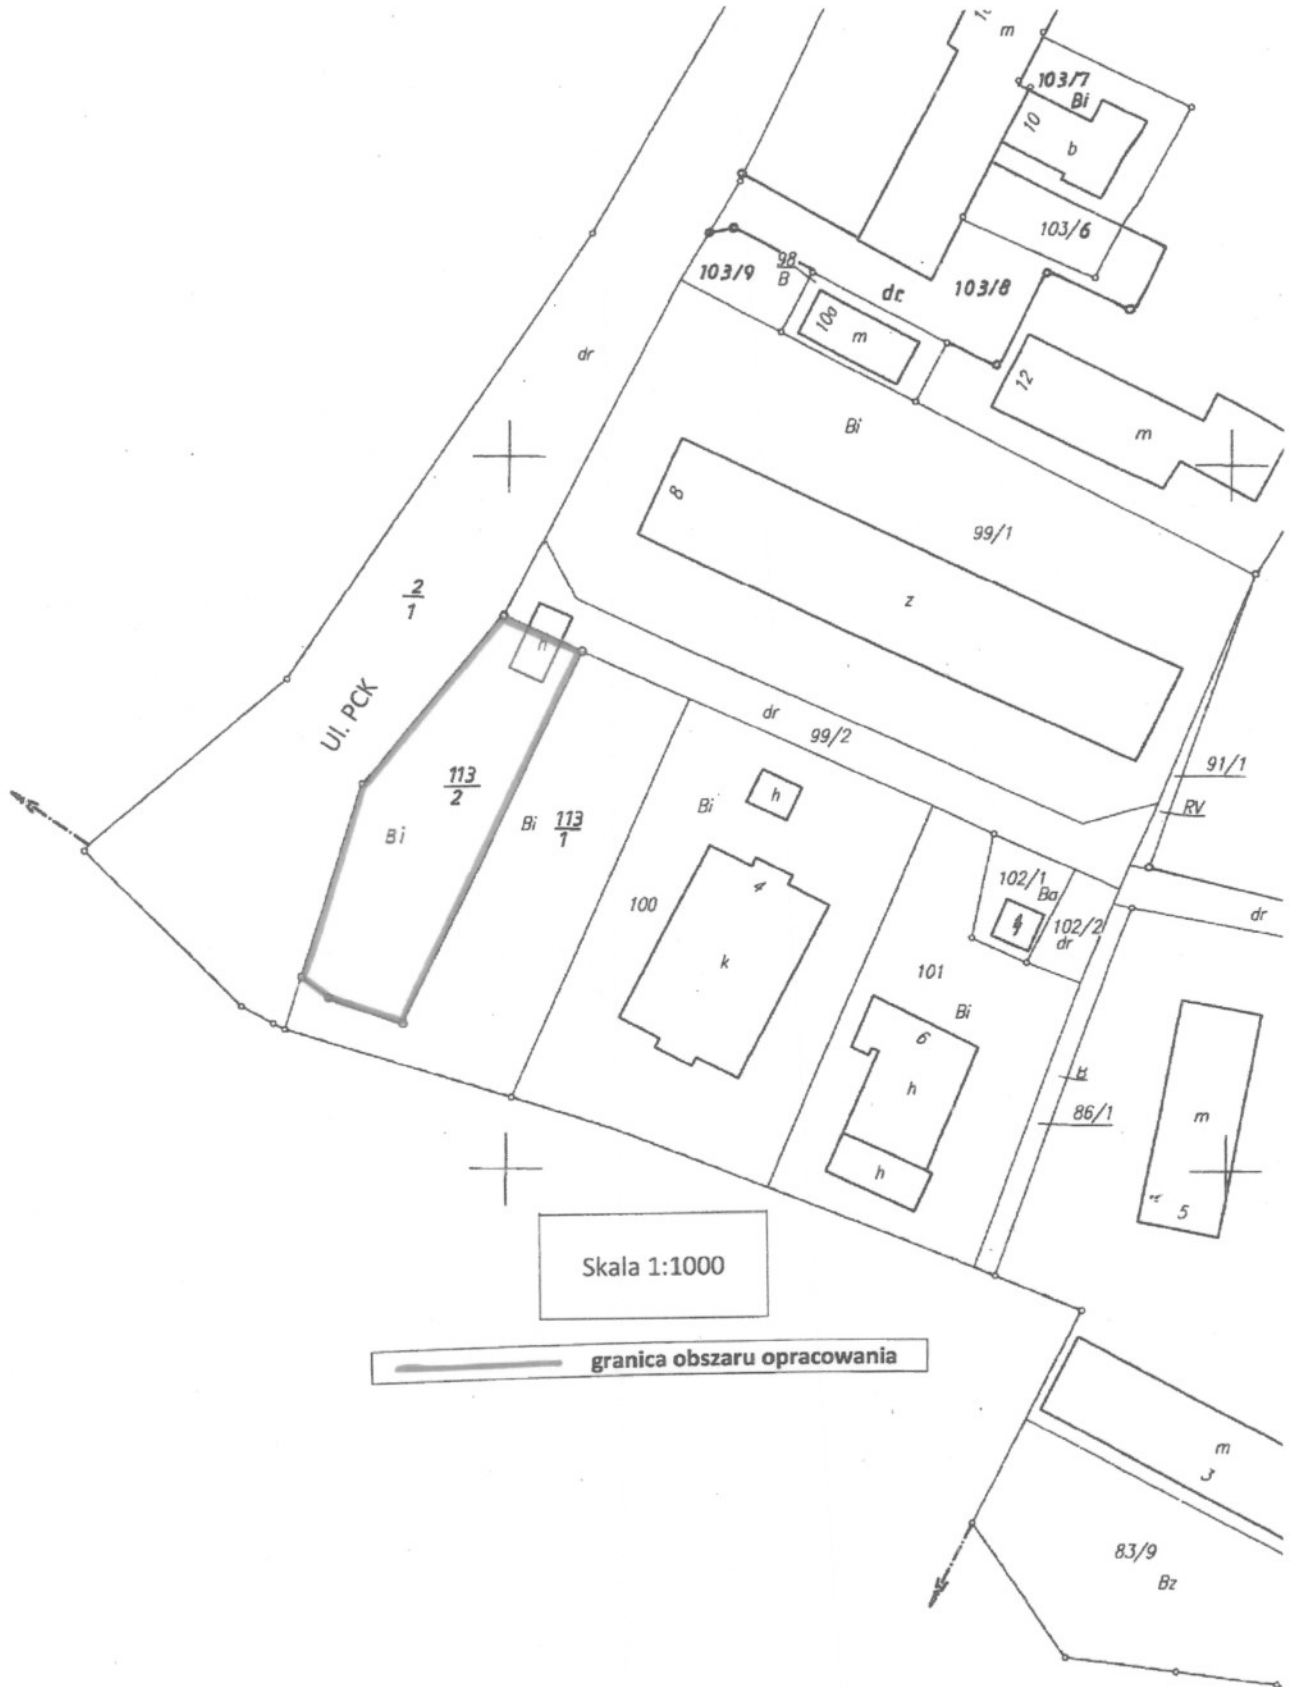 m
103/7
Bi
10
b
103/6
98
B
103/9
dr.
103/8
10a
m
dr
12
m
Bi
8
99/1
2
1
z
h
Ul. PCK
dr
99/2
113
2
Bi
Bi
113
1
Bi
h
91/1
RV
4
100
k
102/1
Ba
102/2
dr
dr
101
Bi
6
h
B
86/1
m
h
5
Skala 1:1000
granica obszaru opracowania
m
3
83/9
Bz